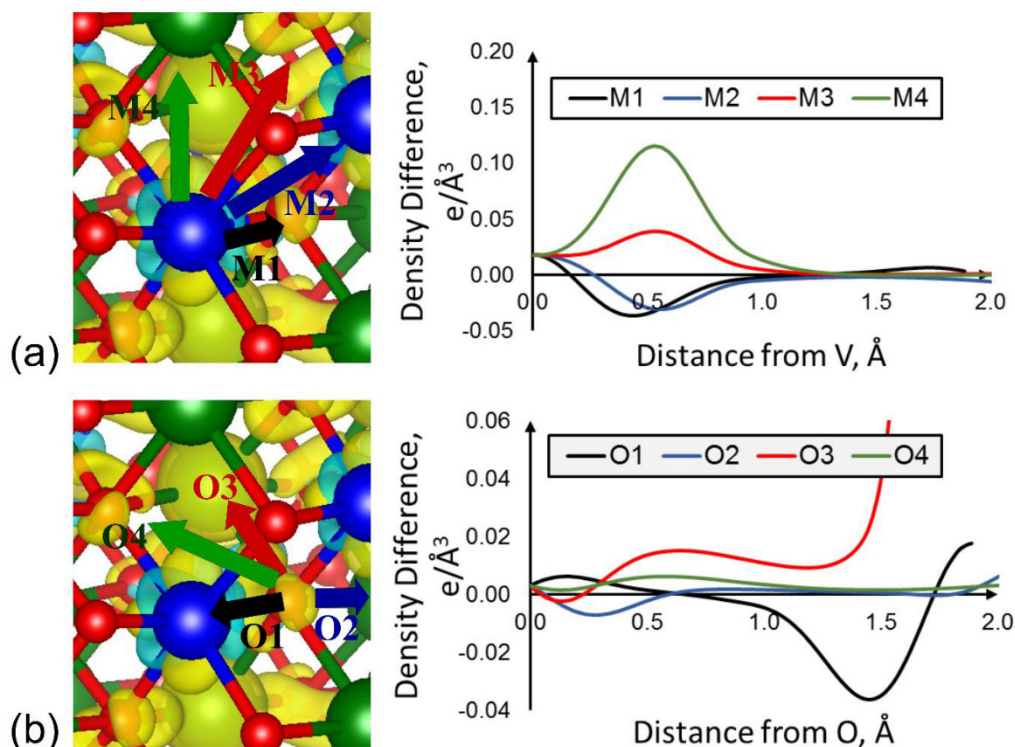 (a)
M4
M3
M2
M1
Density Difference,
e/Å³
0.20
0.15
0.10
0.05
0.00
-0.05
M1 M2 M3 M4
0.0 0.5 1.0 1.5 2.0
Distance from V, Å
(b)
O3
O4
O1
O2
Density Difference,
e/Å³
0.06
0.04
0.02
0.00
-0.02
-0.04
O1 O2 O3 O4
0.0 0.5 1.0 1.5 2.0
Distance from O, Å